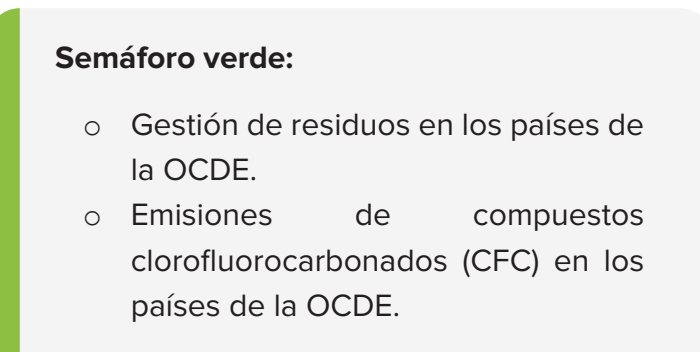 Semáforo verde:
o Gestión de residuos en los países de
la OCDE.
o Emisiones de compuestos
clorofluorocarbonados (CFC) en los
países de la OCDE.